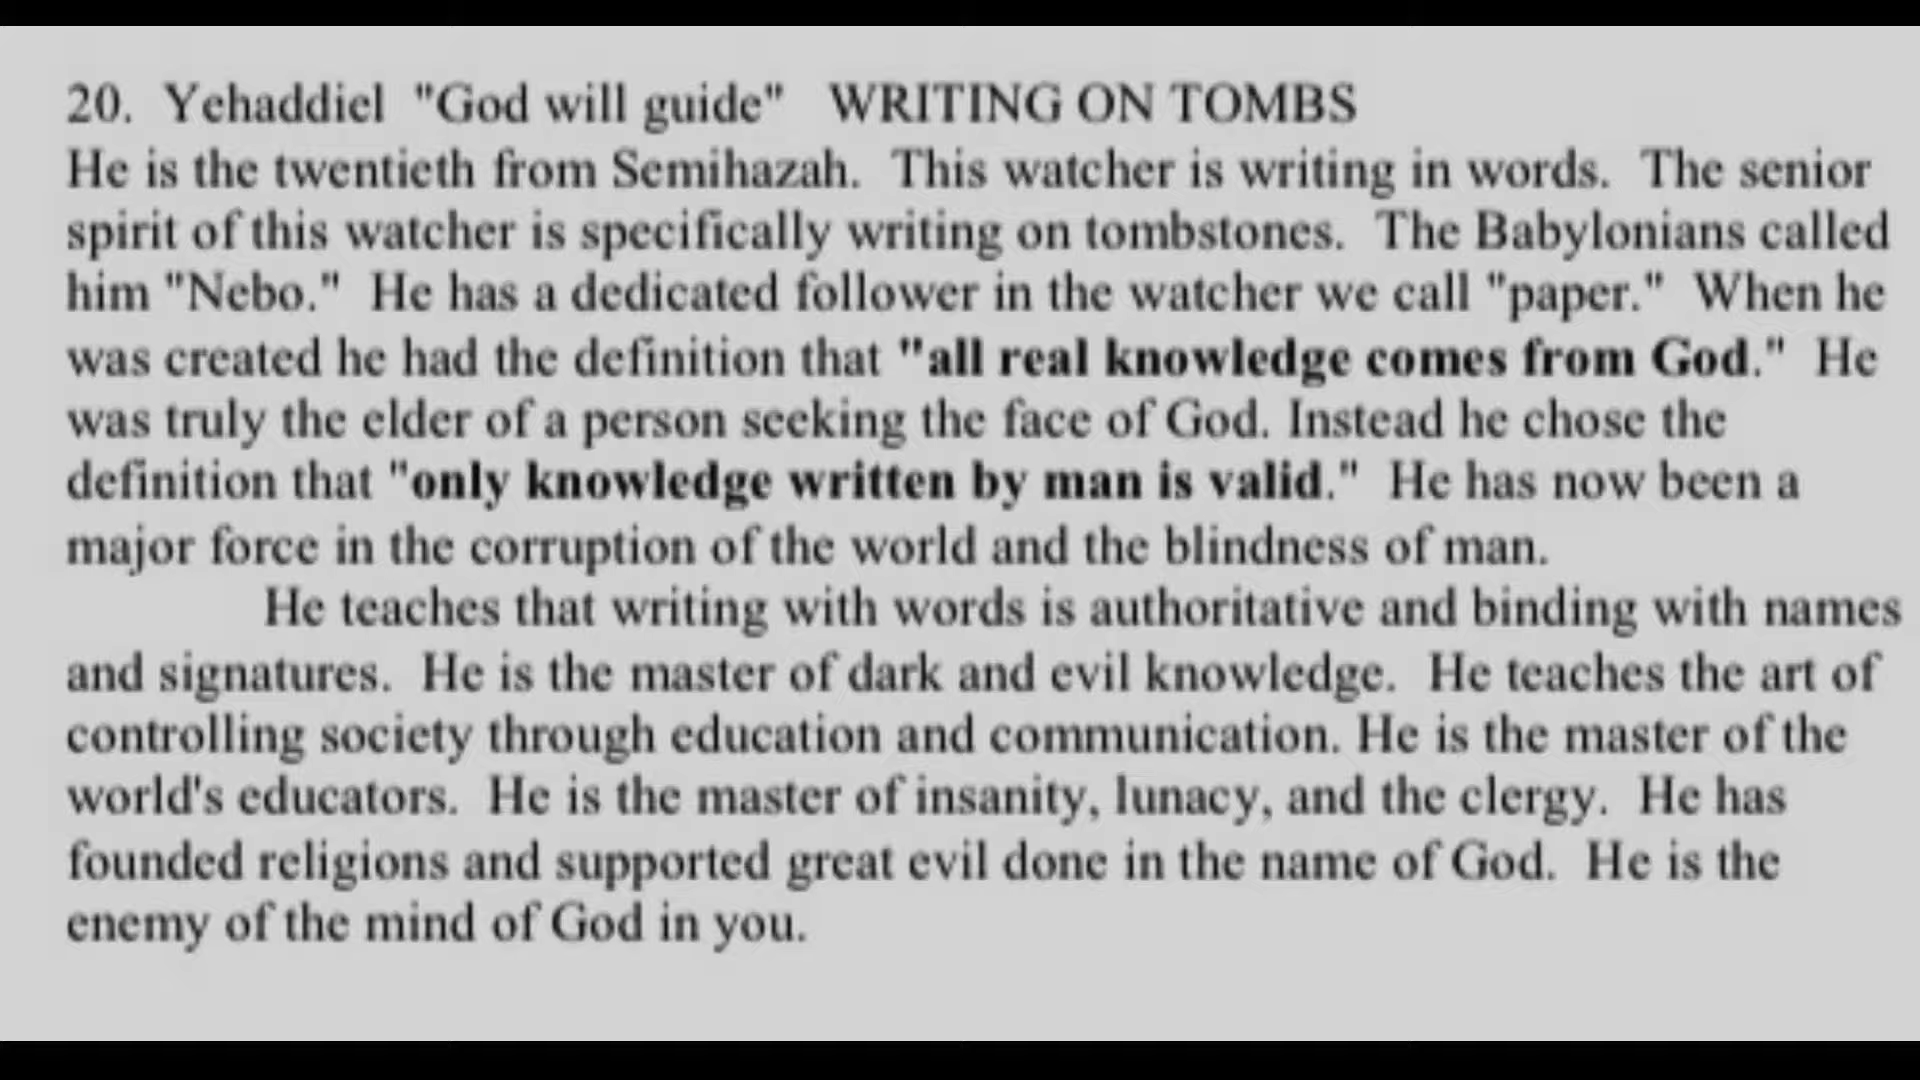 20. Yehaddiel "God will guide" WRITING ON TOMBS
He is the twentieth from Semihazah. This watcher is writing in words. The senior
spirit of this watcher is specifically writing on tombstones. The Babylonians called
him "Nebo." He has a dedicated follower in the watcher we call "paper." When he
was created he had the definition that "all real knowledge comes from God." He
was truly the elder of a person seeking the face of God. Instead he chose the
definition that "only knowledge written by man is valid." He has now been a
major force in the corruption of the world and the blindness of man.
He teaches that writing with words is authoritative and binding with names
and signatures. He is the master of dark and evil knowledge. He teaches the art of
controlling society through education and communication. He is the master of the
world's educators. He is the master of insanity, lunacy, and the clergy. He has
founded religions and supported great evil done in the name of God. He is the
enemy of the mind of God in you.